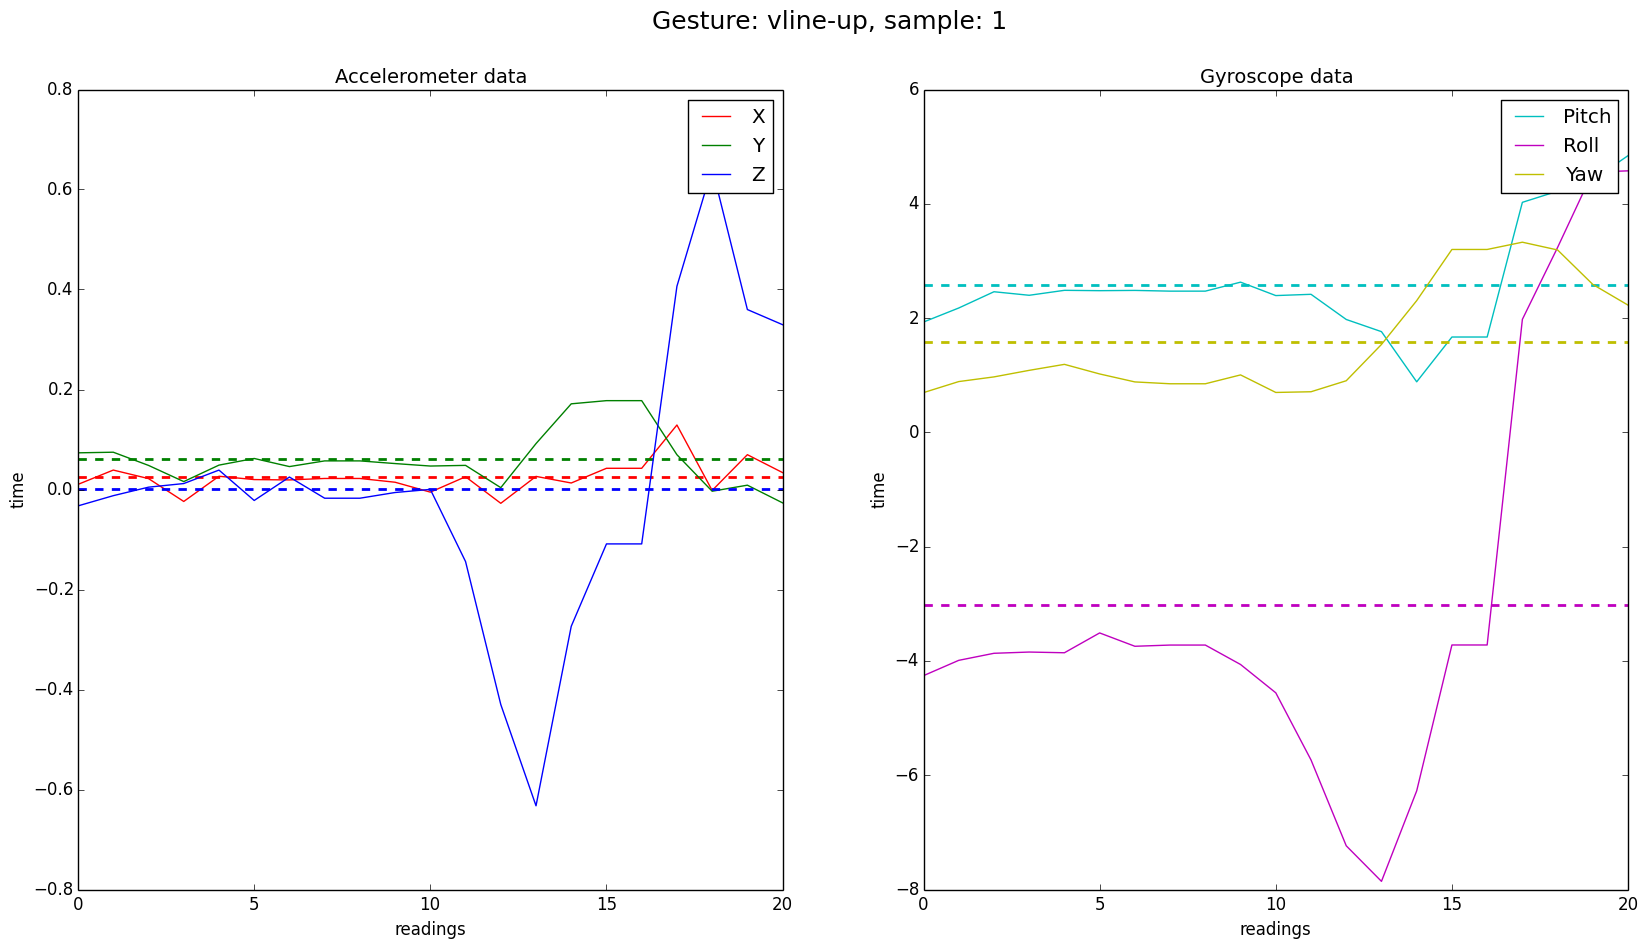 Gesture: vline-up, sample: 1
Accelerometer data
0.8
0.6
0.4
0.2
0.0
−0.2
−0.4
−0.6
−0.8
time
0
5
10
15
20
readings
X
Y
Z
Gyroscope data
6
4
2
0
−2
−4
−6
−8
time
0
5
10
15
20
readings
Pitch
Roll
Yaw